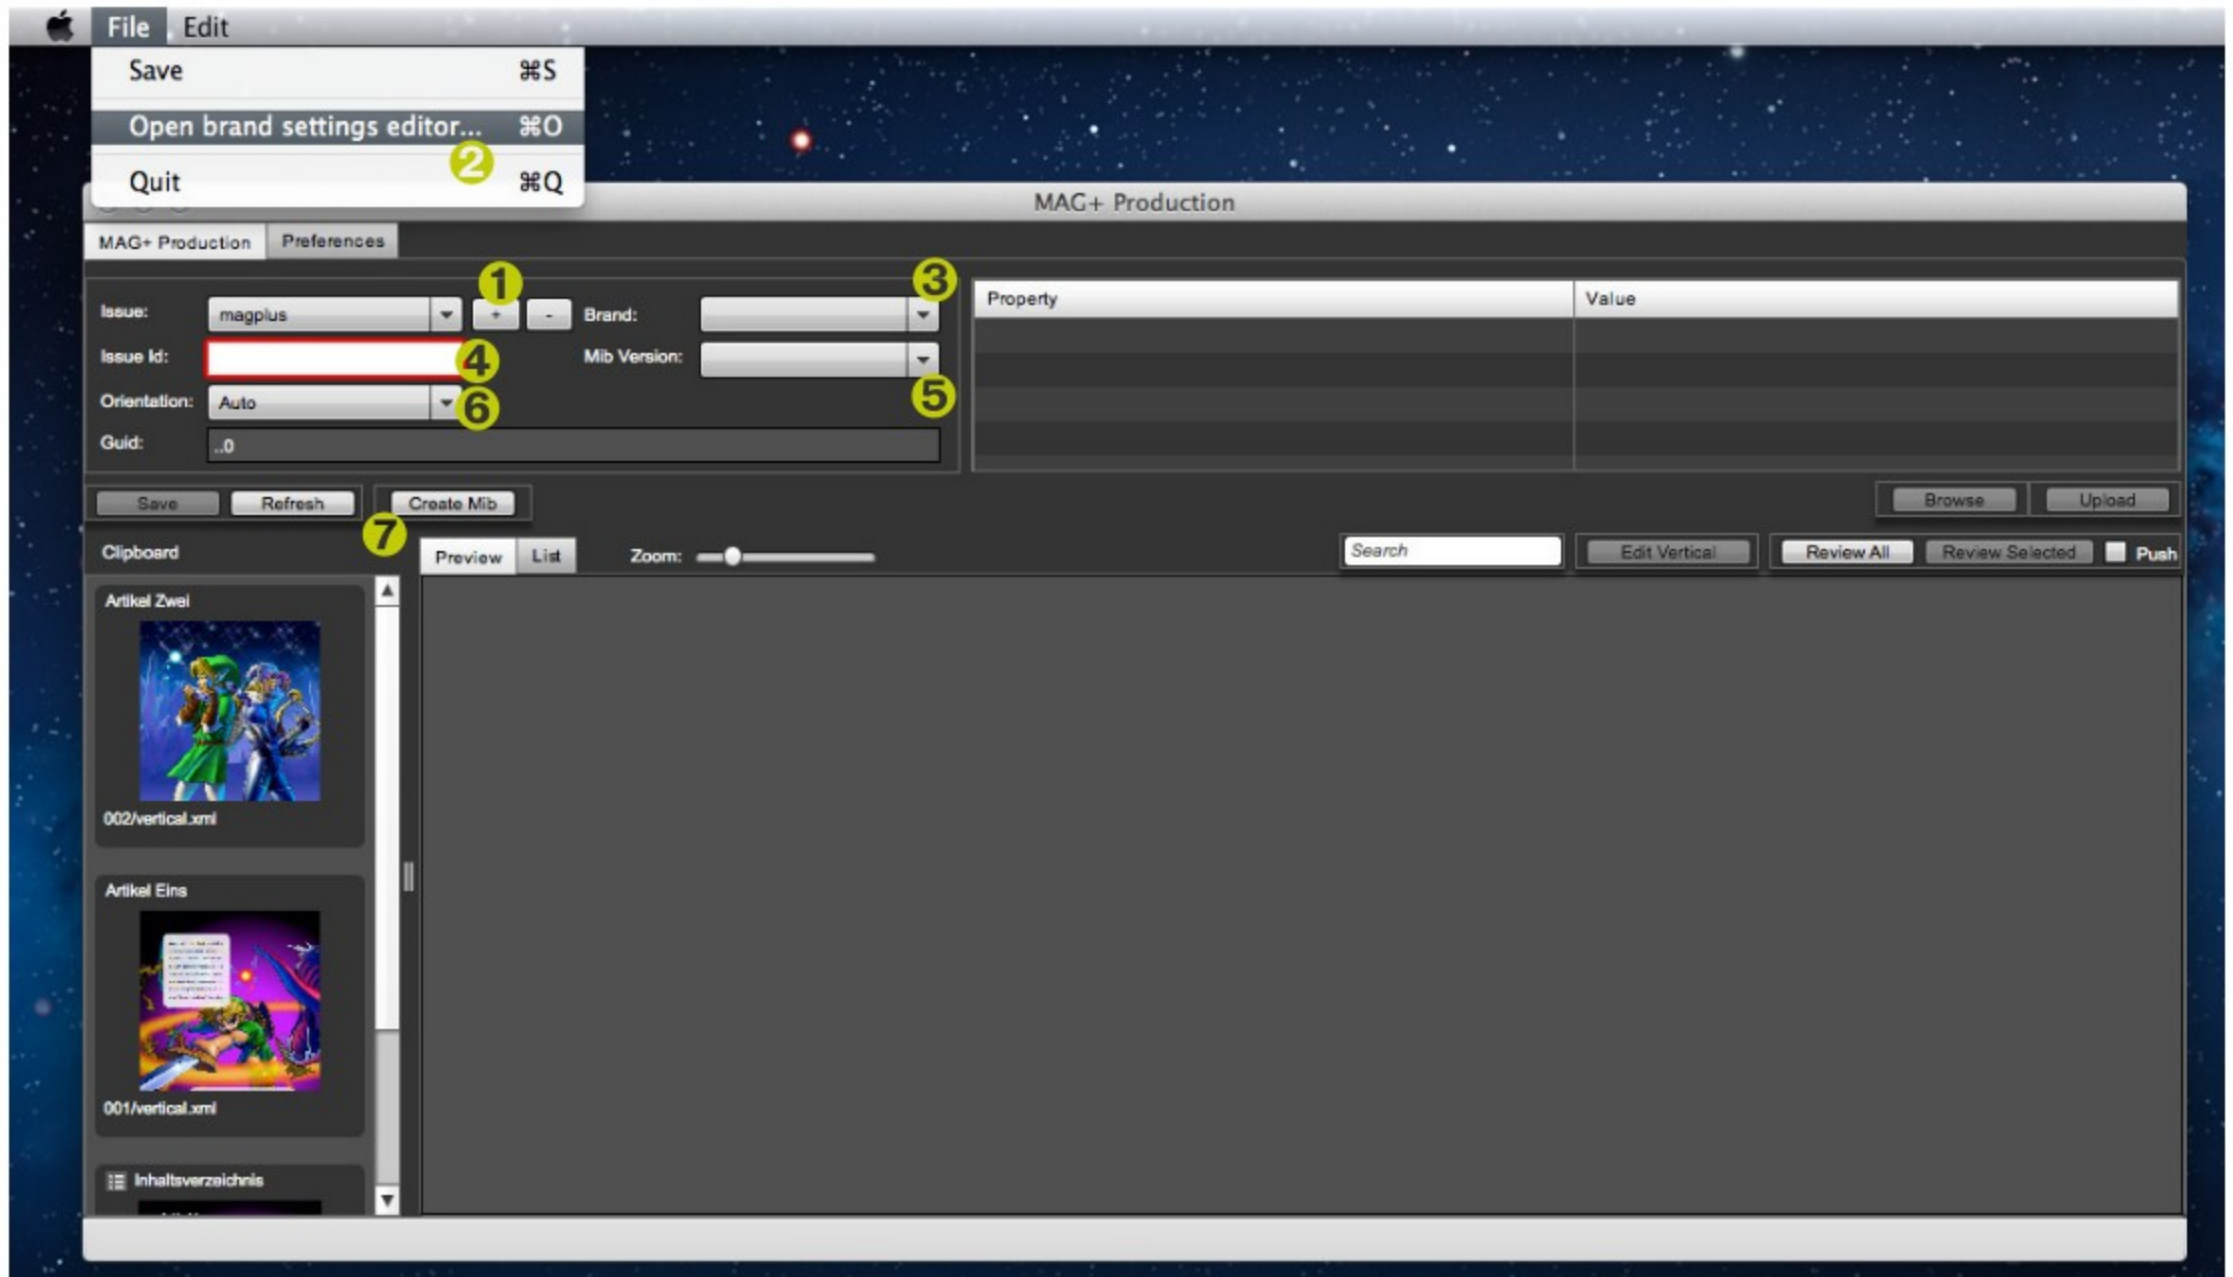 File Edit
Save ⌘S
Open brand settings editor... ⌘O
2
Quit ⌘Q
MAG+ Production
MAG+ Production Preferences
1
3
Issue: magplus + - Brand:
Property Value
Issue Id: 4 Mib Version:
Orientation: Auto 6
5
Guid: ..0
Save Refresh Create Mib
Browse Upload
7
Clipboard
Preview List Zoom:
Search Edit Vertical Review All Review Selected Push
Artikel Zwei
002/vertical.xml
Artikel Eins
001/vertical.xml
Inhaltsverzeichnis